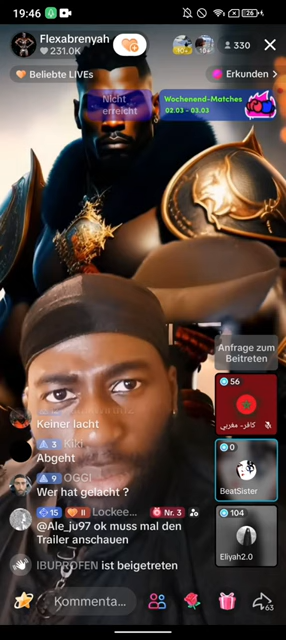 19:46
26
Flexabrenyah
231.0K
330
Beliebte LIVEs
Erkunden >
Nicht
erreicht
Wochenend-Matches
02.03 - 03.03
Anfrage zum
Beitreten
56
كافر- مغربي
0
BeatSister
104
Eliyah2.0
Keiner lacht
3 Kiki
Abgeht
9 OGGI
Wer hat gelacht ?
15 II Lockee... Nr. 3
@Ale_ju97 ok muss mal den
Trailer anschauen
IBUPROFEN ist beigetreten
Kommenta...
63